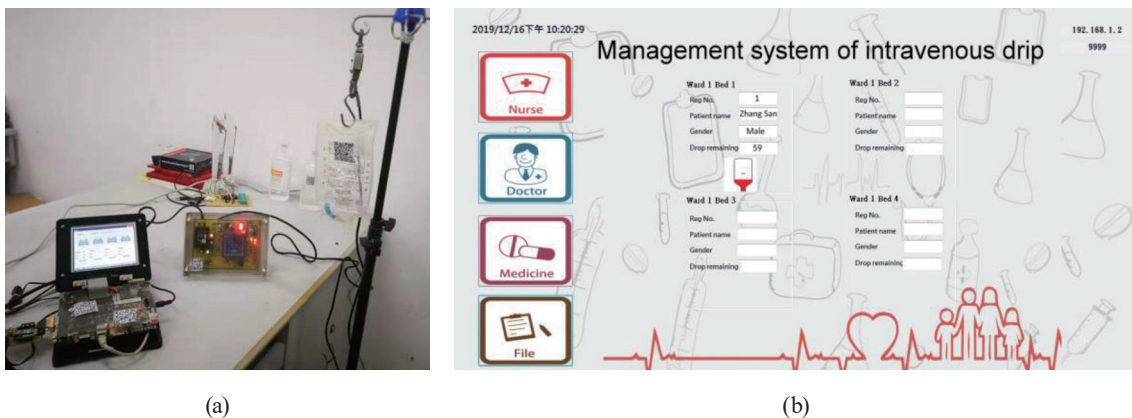 2019/12/16下午 10:20:29
192.168.1.2
Management system of intravenous drip
9999
Nurse
Doctor
Medicine
File
Ward 1 Bed 1
Reg No. 1
Patient name Zhang San
Gender Male
Drop remaining 59
Ward 1 Bed 2
Reg No.
Patient name
Gender
Drop remaining
Ward 1 Bed 3
Reg No.
Patient name
Gender
Drop remaining
Ward 1 Bed 4
Reg No.
Patient name
Gender
Drop remaining
(a)
(b)